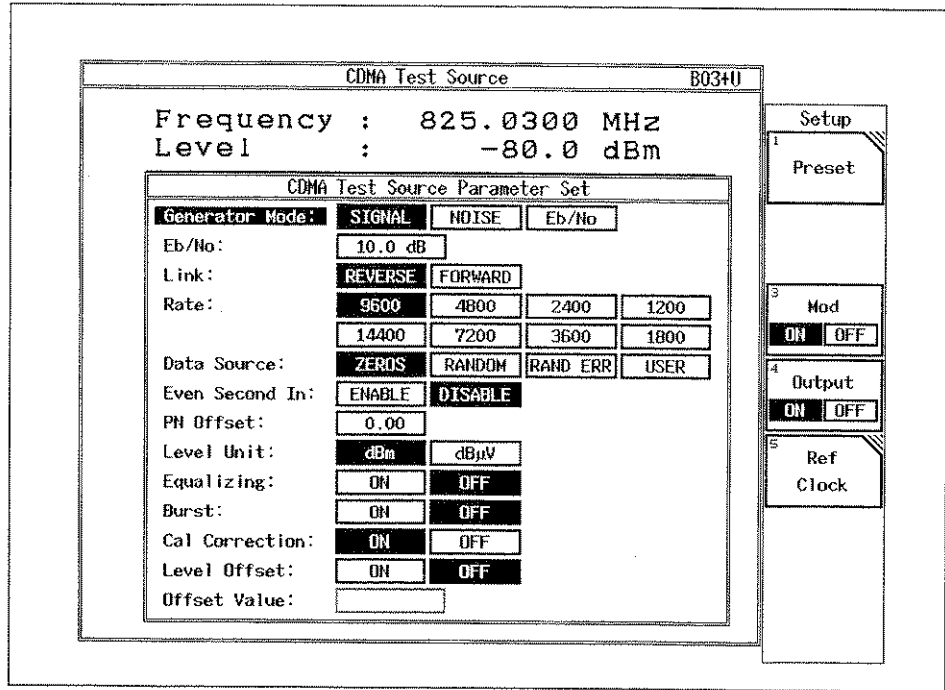 CDMA Test Source B03+U
Frequency : 825.0300 MHz
Level : -80.0 dBm
CDMA Test Source Parameter Set
Generator Mode: SIGNAL NOISE Eb/No
Eb/No: 10.0 dB
Link: REVERSE FORWARD
Rate: 9600 4800 2400 1200
14400 7200 3600 1800
Data Source: ZEROS RANDOM RAND ERR USER
Even Second In: ENABLE DISABLE
PN Offset: 0.00
Level Unit: dBm dBµV
Equalizing: ON OFF
Burst: ON OFF
Cal Correction: ON OFF
Level Offset: ON OFF
Offset Value:
Setup
1
Preset
3
Mod
ON OFF
4
Output
ON OFF
5
Ref
Clock